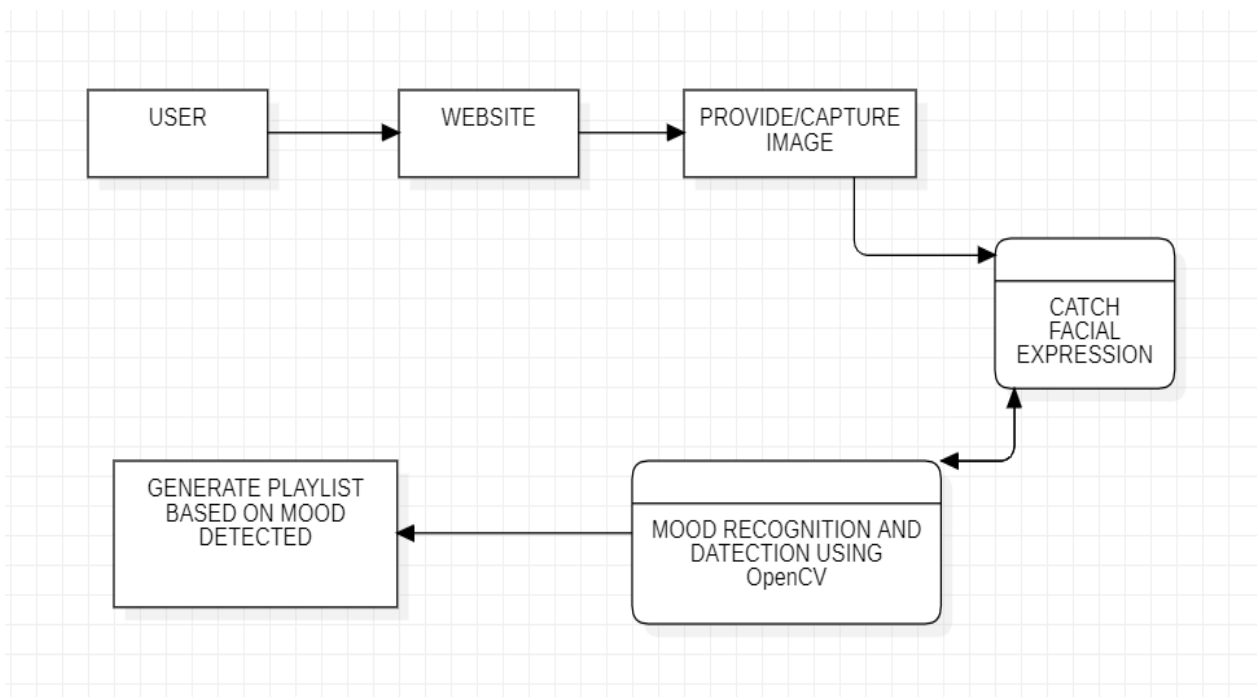 USER
WEBSITE
PROVIDE/CAPTURE
IMAGE
CATCH
FACIAL
EXPRESSION
GENERATE PLAYLIST
BASED ON MOOD
DETECTED
MOOD RECOGNITION AND
DATECTION USING
OpenCV